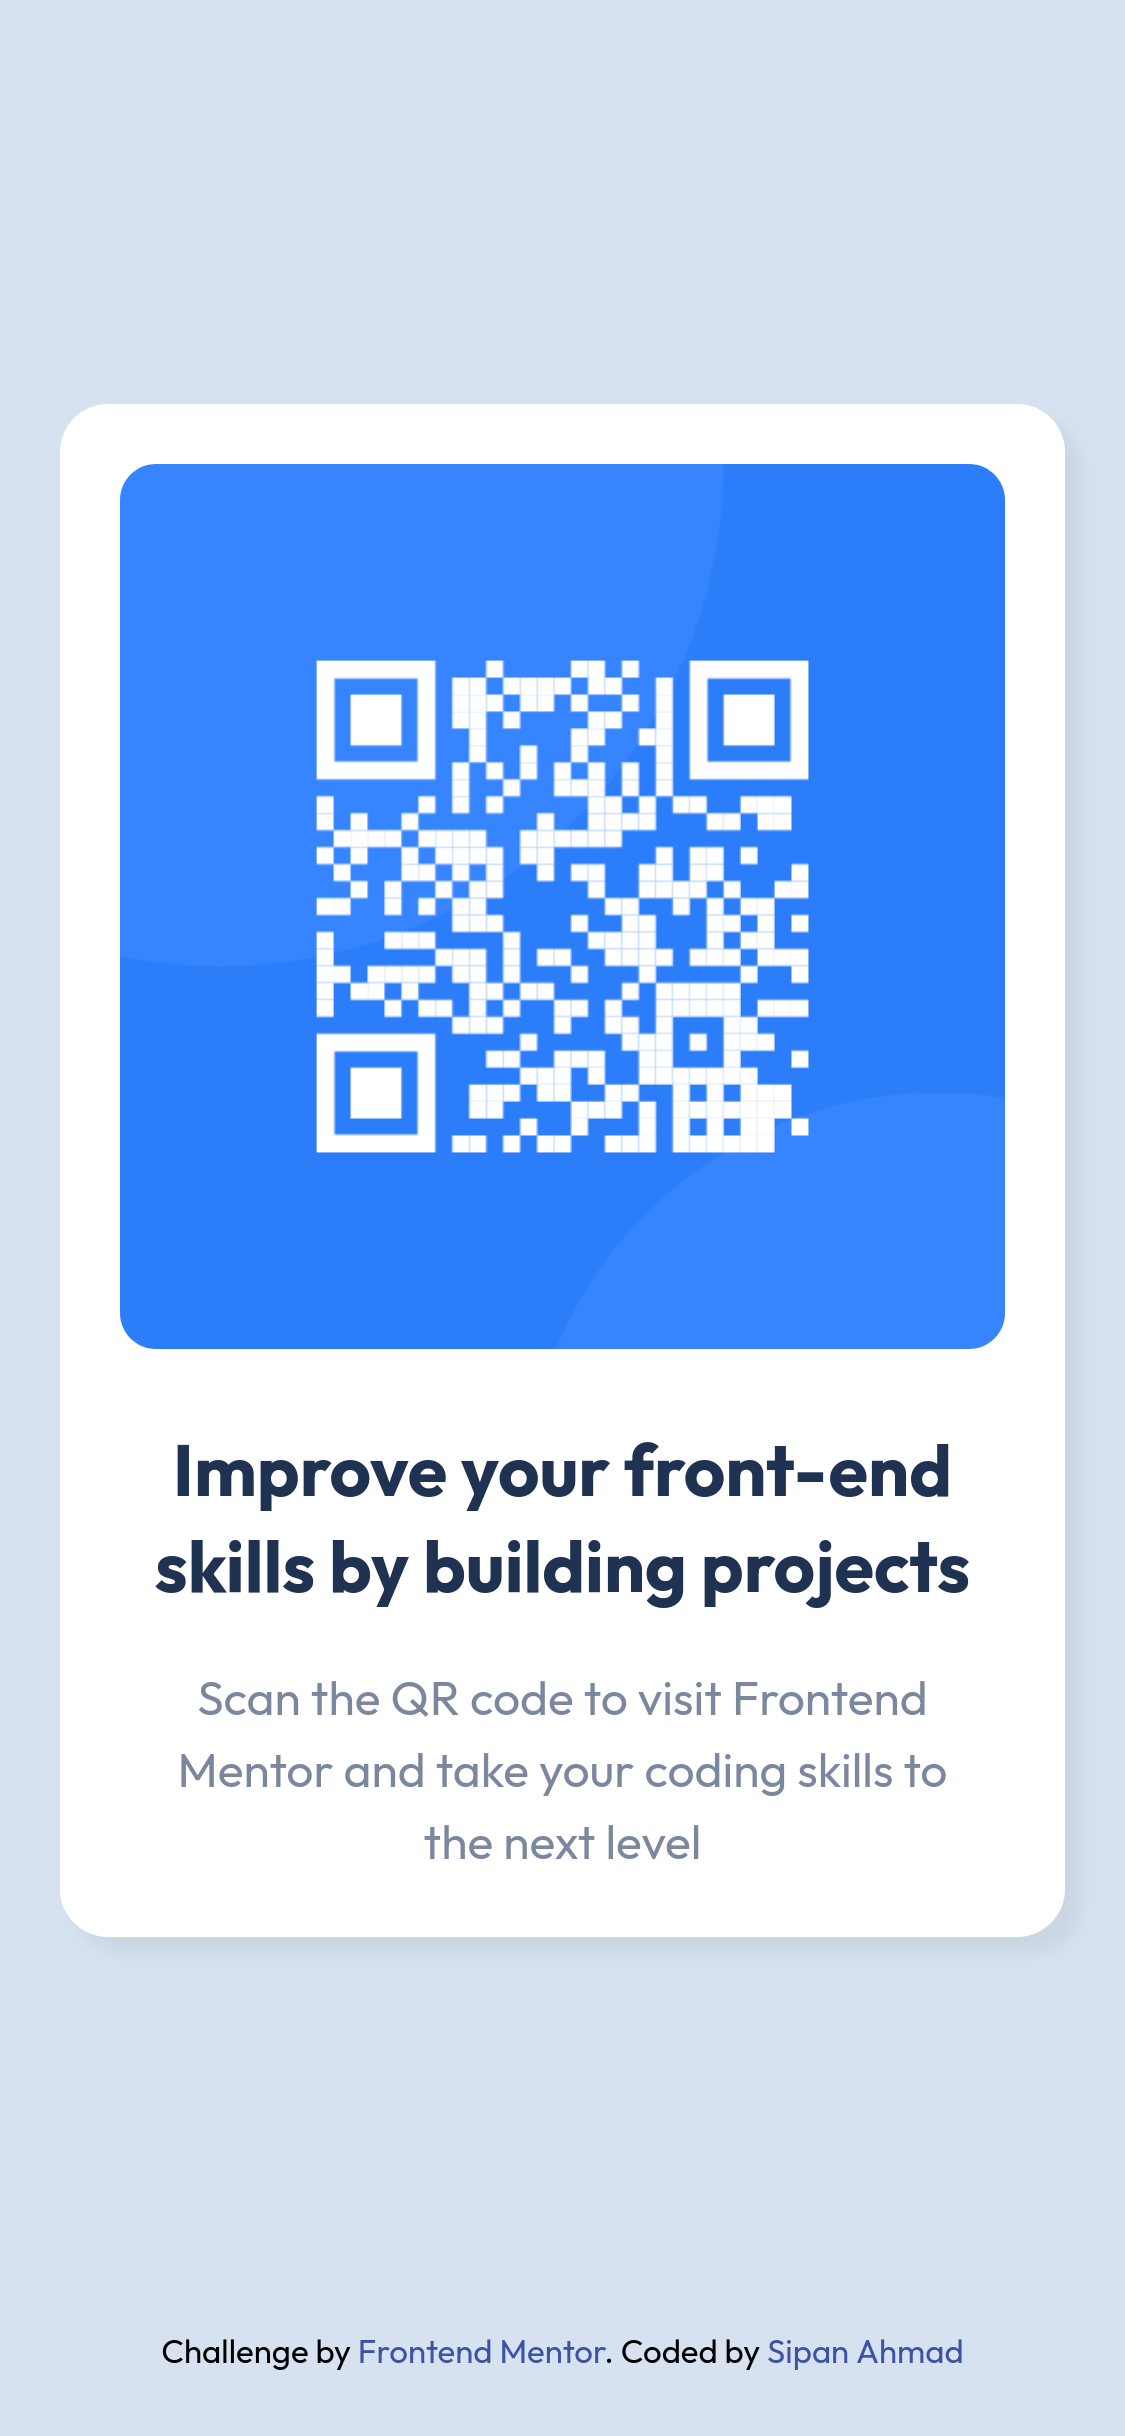 Improve your front-end
skills by building projects
Scan the QR code to visit Frontend
Mentor and take your coding skills to
the next level
Challenge by Frontend Mentor. Coded by Sipan Ahmad